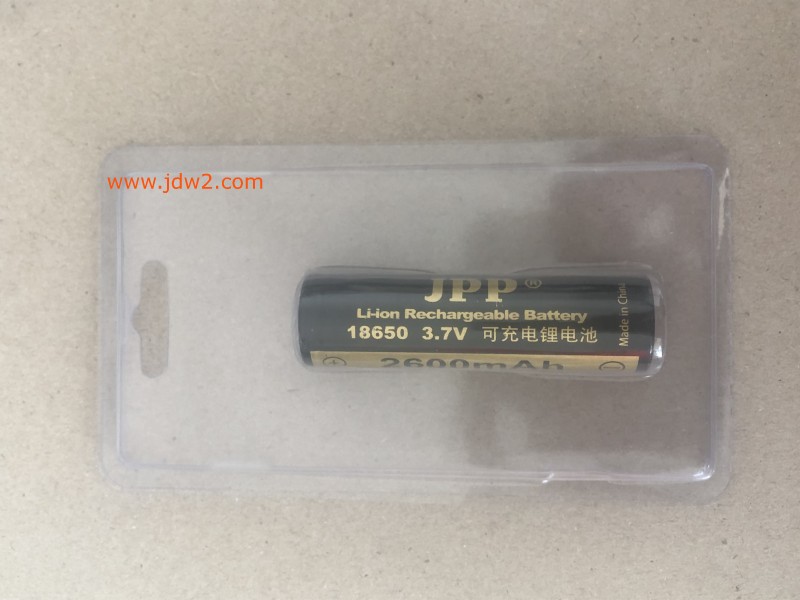 www.jdw2.com
JPP®
Li-ion Rechargeable Battery
18650 3.7V 可充电锂电池
2600mAh
Made in China